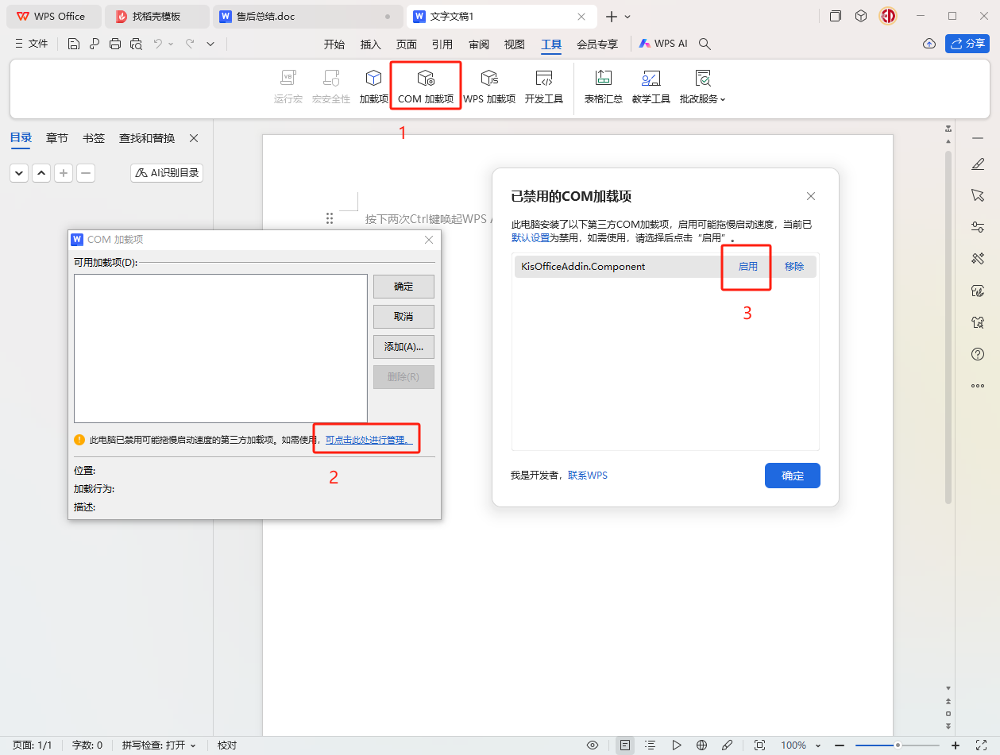 WPS Office
找稻壳模板
售后总结.doc
文字文稿1
文件
开始 插入 页面 引用 审阅 视图 工具 会员专享 WPS AI
分享
运行宏 宏安全性 加载项 COM 加载项 WPS 加载项 开发工具 表格汇总 教学工具 批改服务
1
目录 章节 书签 查找和替换
AI识别目录
按下两次Ctrl键唤起WPS A
COM 加载项
可用加载项(D):
确定
取消
添加(A)...
删除(R)
此电脑已禁用可能拖慢启动速度的第三方加载项。如需使用，可点击此处进行管理。
2
位置:
加载行为:
描述:
已禁用的COM加载项
此电脑安装了以下第三方COM加载项，启用可能拖慢启动速度，当前已
默认设置为禁用，如需使用，请选择后点击“启用”。
KisOfficeAddin.Component 启用 移除
3
我是开发者，联系WPS
确定
页面: 1/1 字数: 0 拼写检查: 打开 校对
100%